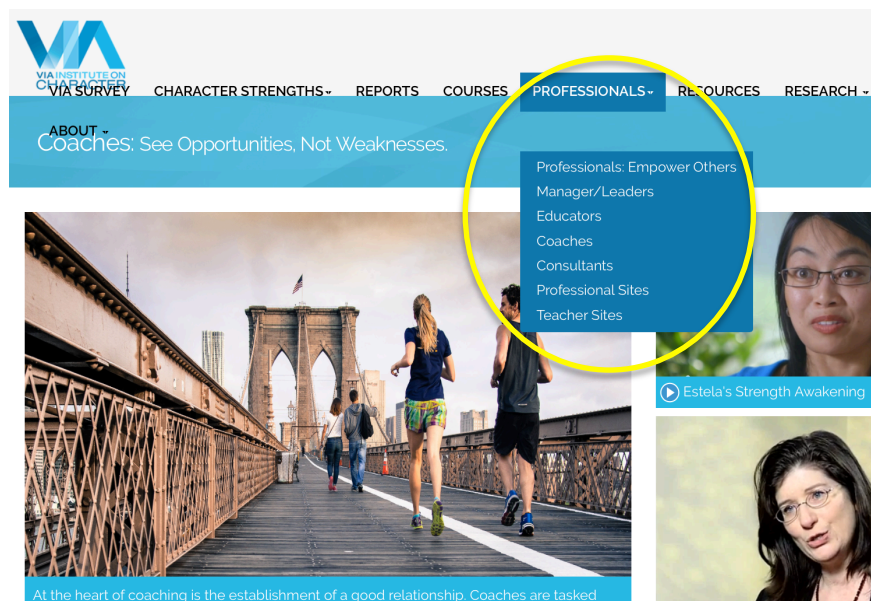 VIA INSTITUTE ON
CHARACTER
VIA SURVEY CHARACTER STRENGTHS REPORTS COURSES PROFESSIONALS RESOURCES RESEARCH
ABOUT
Coaches: See Opportunities, Not Weaknesses.
Professionals: Empower Others
Manager/Leaders
Educators
Coaches
Consultants
Professional Sites
Teacher Sites
Estela's Strength Awakening
At the heart of coaching is the establishment of a good relationship. Coaches are tasked